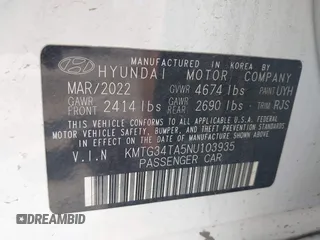 MANUFACTURED IN KOREA BY
HYUNDAI MOTOR COMPANY
MAR/2022 GVWR 4674 lbs PAINT UYH
GAWR FRONT 2414 lbs GAWR REAR 2690 lbs TRIM RJS
THIS VEHICLE CONFORMS TO ALL APPLICABLE
FEDERAL MOTOR VEHICLE SAFETY, BUMPER, AND
THEFT PREVENTION STANDARDS IN EFFECT ON
THE DATE OF MANUFACTURE SHOWN ABOVE.
V.I.N KMTG34TA5NU103935
PASSENGER CAR
DREAMBID